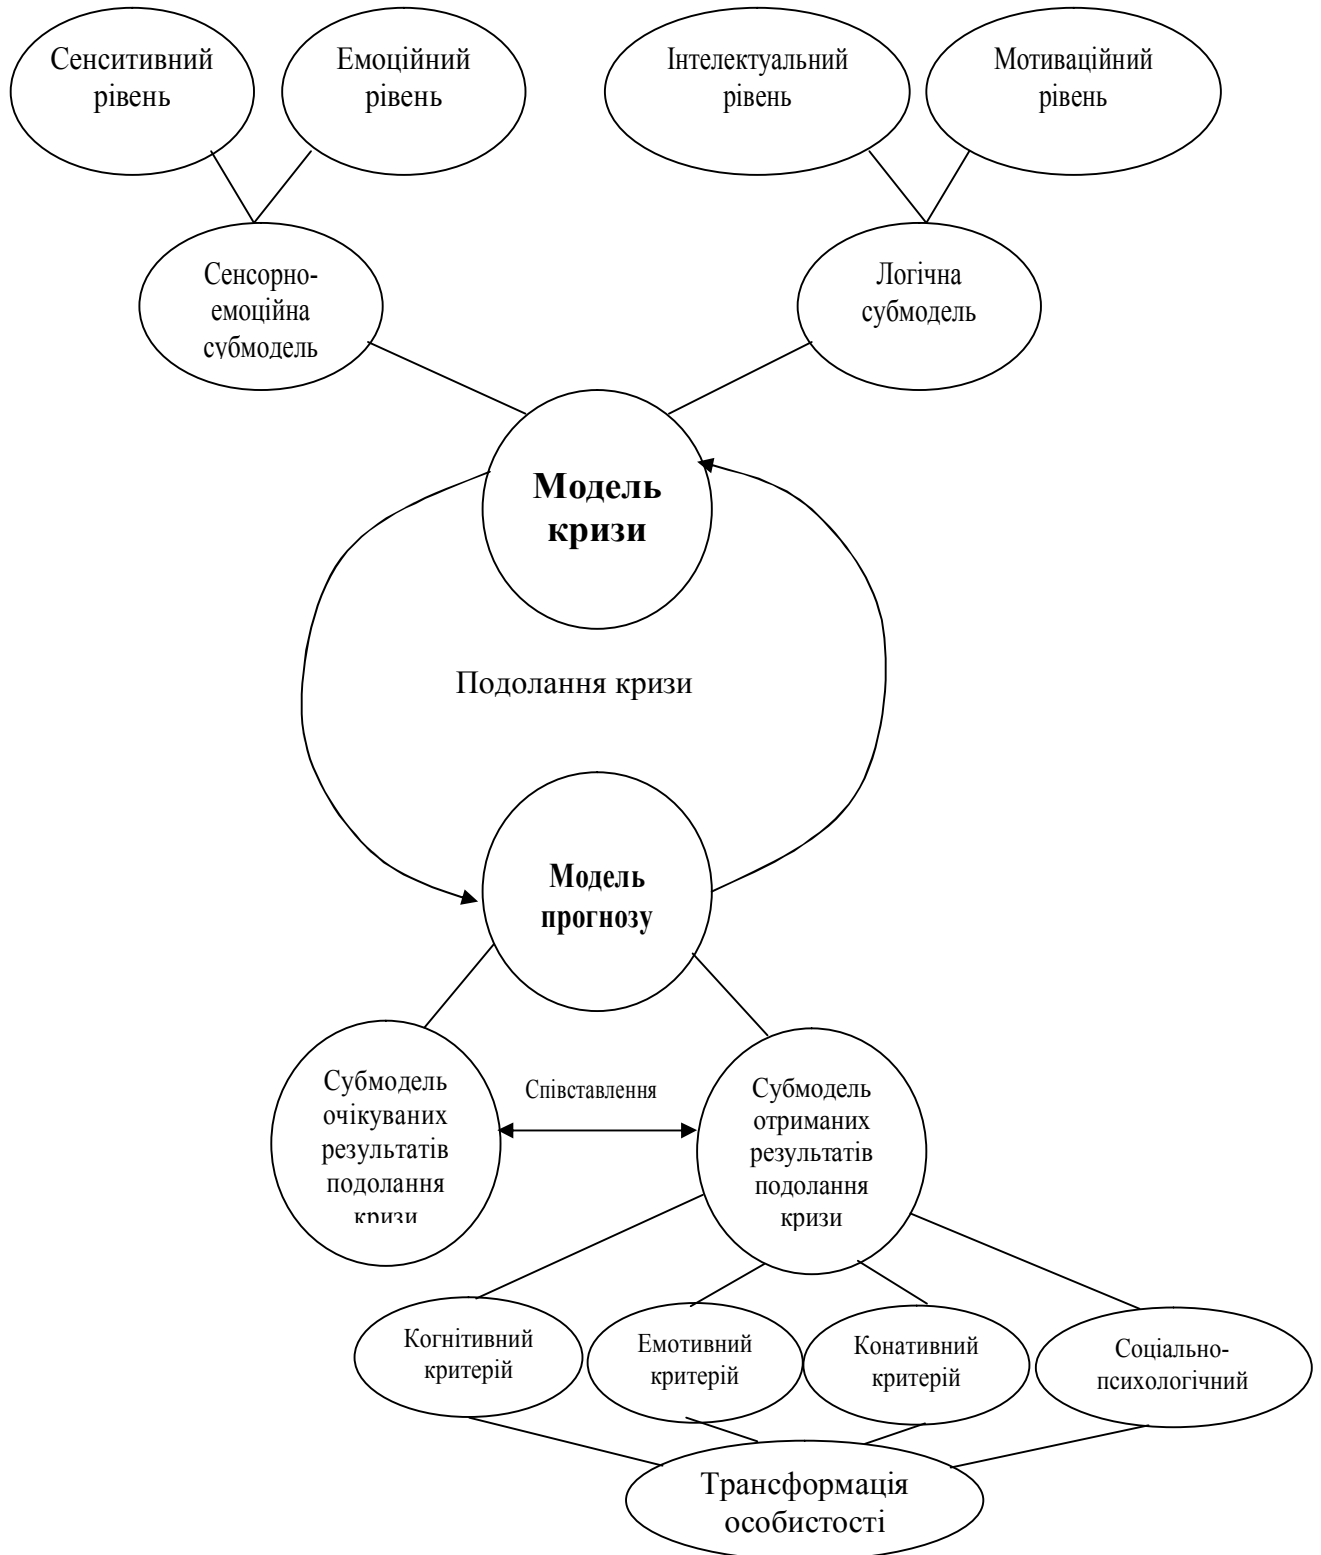 Сенситивний
рівень
Емоційний
рівень
Інтелектуальний
рівень
Мотиваційний
рівень
Сенсорно-
емоційна
субмодель
Логічна
субмодель
Модель
кризи
Подолання кризи
Модель
прогнозу
Субмодель
очікуваних
результатів
подолання
кризи
Співставлення
Субмодель
отриманих
результатів
подолання
кризи
Когнітивний
критерій
Емотивний
критерій
Конативний
критерій
Соціально-
психологічний
Трансформація
особистості